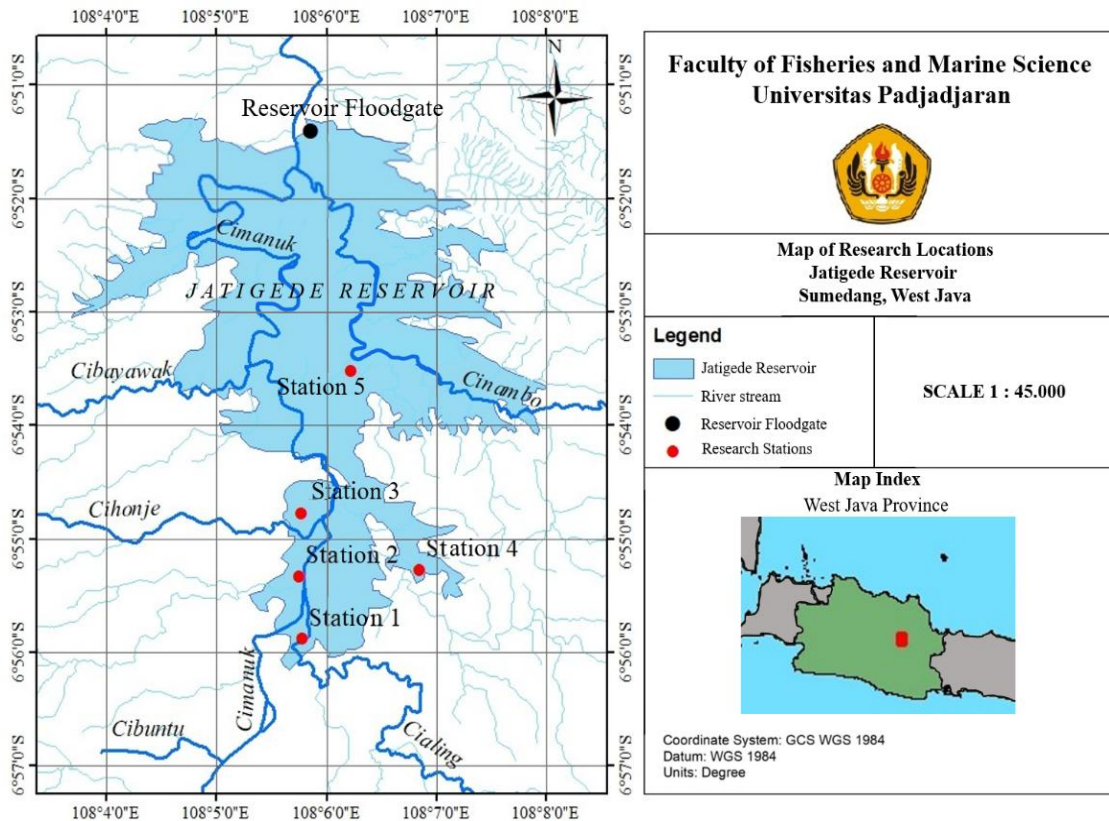 108°4'0"E 108°5'0"E 108°6'0"E 108°7'0"E 108°8'0"E
N
6°51'0"S 6°51'0"S
Reservoir Floodgate
6°52'0"S 6°52'0"S
Cimanuk
JATIGEDE RESERVOIR
6°53'0"S 6°53'0"S
Cibayawak
Station 5
Cinambo
6°54'0"S 6°54'0"S
Station 3
Cihonje
6°55'0"S 6°55'0"S
Station 2
Station 4
Station 1
6°56'0"S 6°56'0"S
Cimanuk
Cibuntu
Cialing
6°57'0"S 6°57'0"S
108°4'0"E 108°5'0"E 108°6'0"E 108°7'0"E 108°8'0"E
Faculty of Fisheries and Marine Science
Universitas Padjadjaran
Map of Research Locations
Jatigede Reservoir
Sumedang, West Java
Legend
Jatigede Reservoir
River stream
Reservoir Floodgate
Research Stations
SCALE 1 : 45.000
Map Index
West Java Province
Coordinate System: GCS WGS 1984
Datum: WGS 1984
Units: Degree